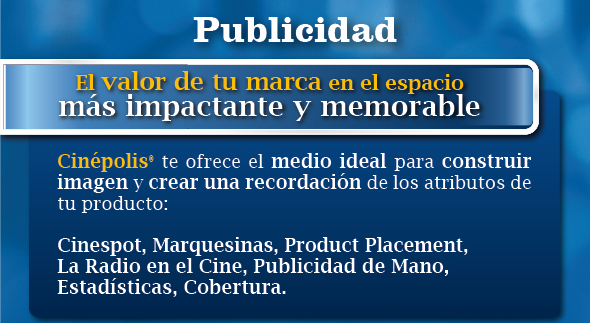 Publicidad
El valor de tu marca en el espacio
más impactante y memorable
Cinépolis® te ofrece el medio ideal para construir
imagen y crear una recordación de los atributos de
tu producto:
Cinespot, Marquesinas, Product Placement,
La Radio en el Cine, Publicidad de Mano,
Estadísticas, Cobertura.